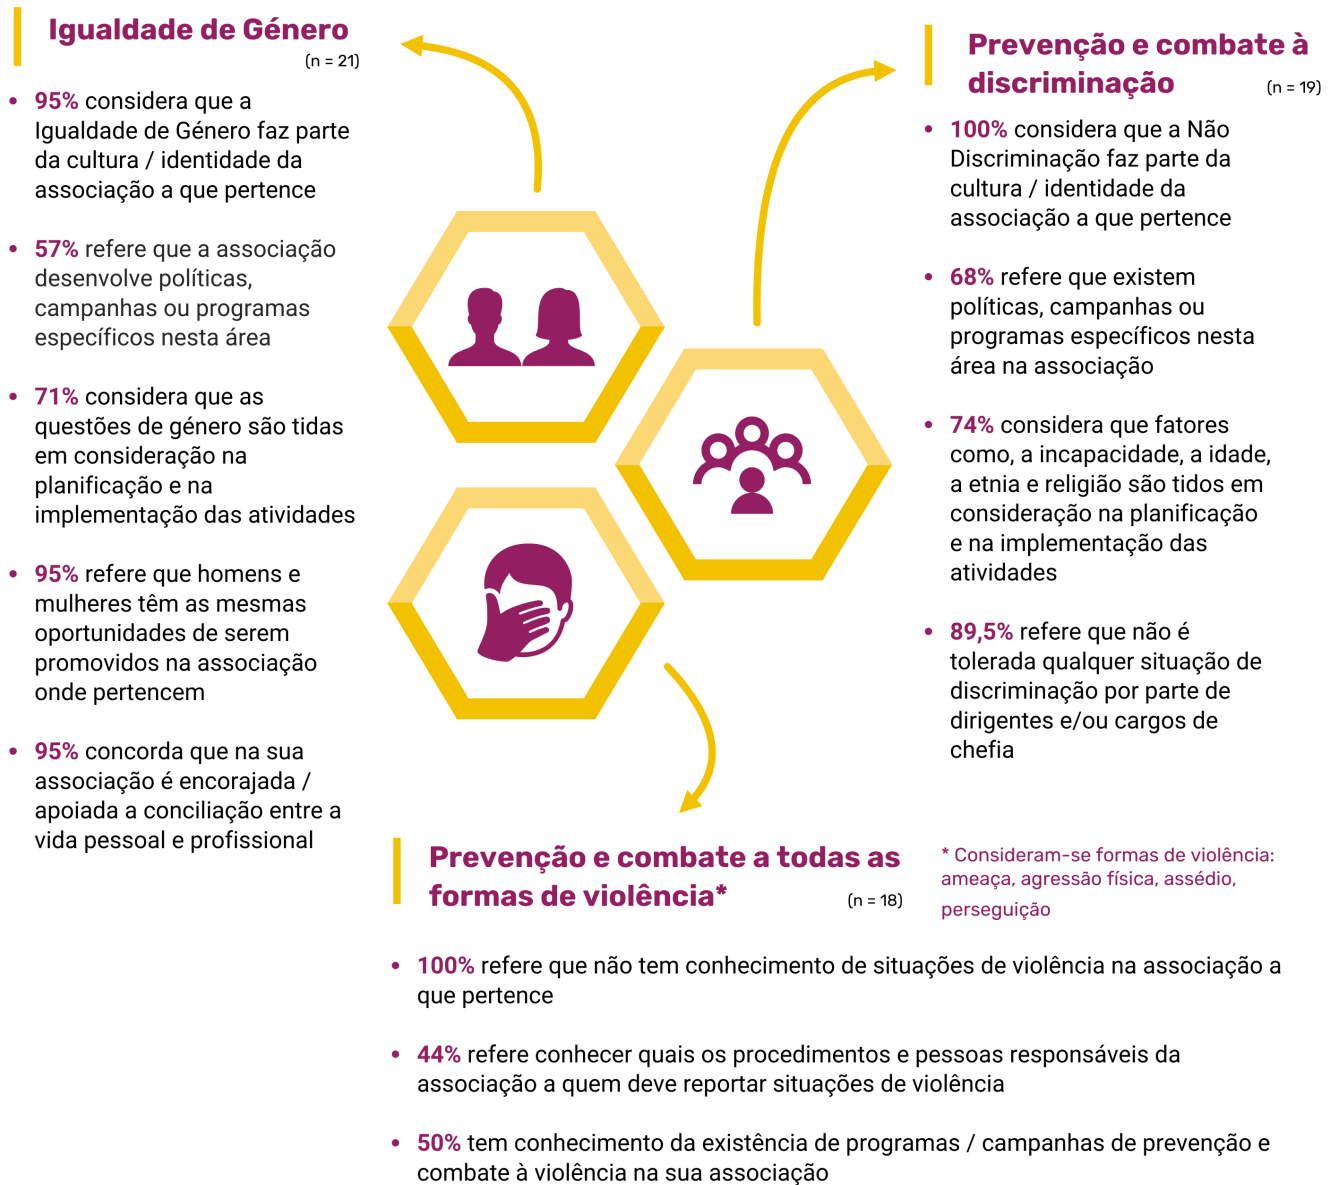 Igualdade de Género
(n = 21)
• 95% considera que a
Igualdade de Género faz parte
da cultura / identidade da
associação a que pertence
• 57% refere que a associação
desenvolve políticas,
campanhas ou programas
específicos nesta área
• 71% considera que as
questões de género são tidas
em consideração na
planificação e na
implementação das atividades
• 95% refere que homens e
mulheres têm as mesmas
oportunidades de serem
promovidos na associação
onde pertencem
• 95% concorda que na sua
associação é encorajada /
apoiada a conciliação entre a
vida pessoal e profissional
Prevenção e combate à
discriminação
(n = 19)
• 100% considera que a Não
Discriminação faz parte da
cultura / identidade da
associação a que pertence
• 68% refere que existem
políticas, campanhas ou
programas específicos nesta
área na associação
• 74% considera que fatores
como, a incapacidade, a idade,
a etnia e religião são tidos em
consideração na planificação
e na implementação das
atividades
• 89,5% refere que não é
tolerada qualquer situação de
discriminação por parte de
dirigentes e/ou cargos de
chefia
Prevenção e combate a todas as
formas de violência*
(n = 18)
* Consideram-se formas de violência:
ameaça, agressão física, assédio,
perseguição
• 100% refere que não tem conhecimento de situações de violência na associação a
que pertence
• 44% refere conhecer quais os procedimentos e pessoas responsáveis da
associação a quem deve reportar situações de violência
• 50% tem conhecimento da existência de programas / campanhas de prevenção e
combate à violência na sua associação